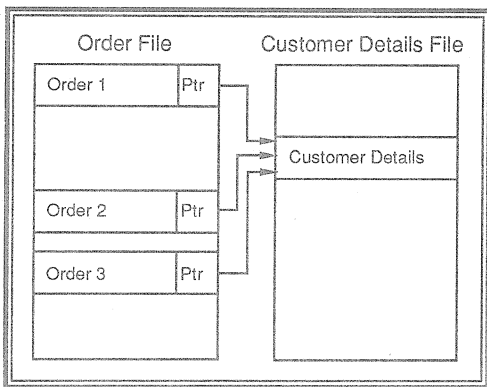 Order File
Customer Details File
Order 1
Ptr
Customer Details
Order 2
Ptr
Order 3
Ptr